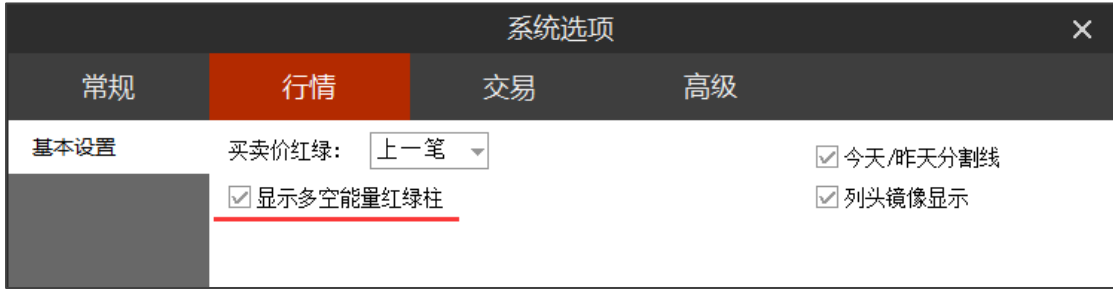 系统选项
常规 行情 交易 高级
基本设置 买卖价红绿： 上一笔 今天/昨天分割线
显示多空能量红绿柱 列头镜像显示